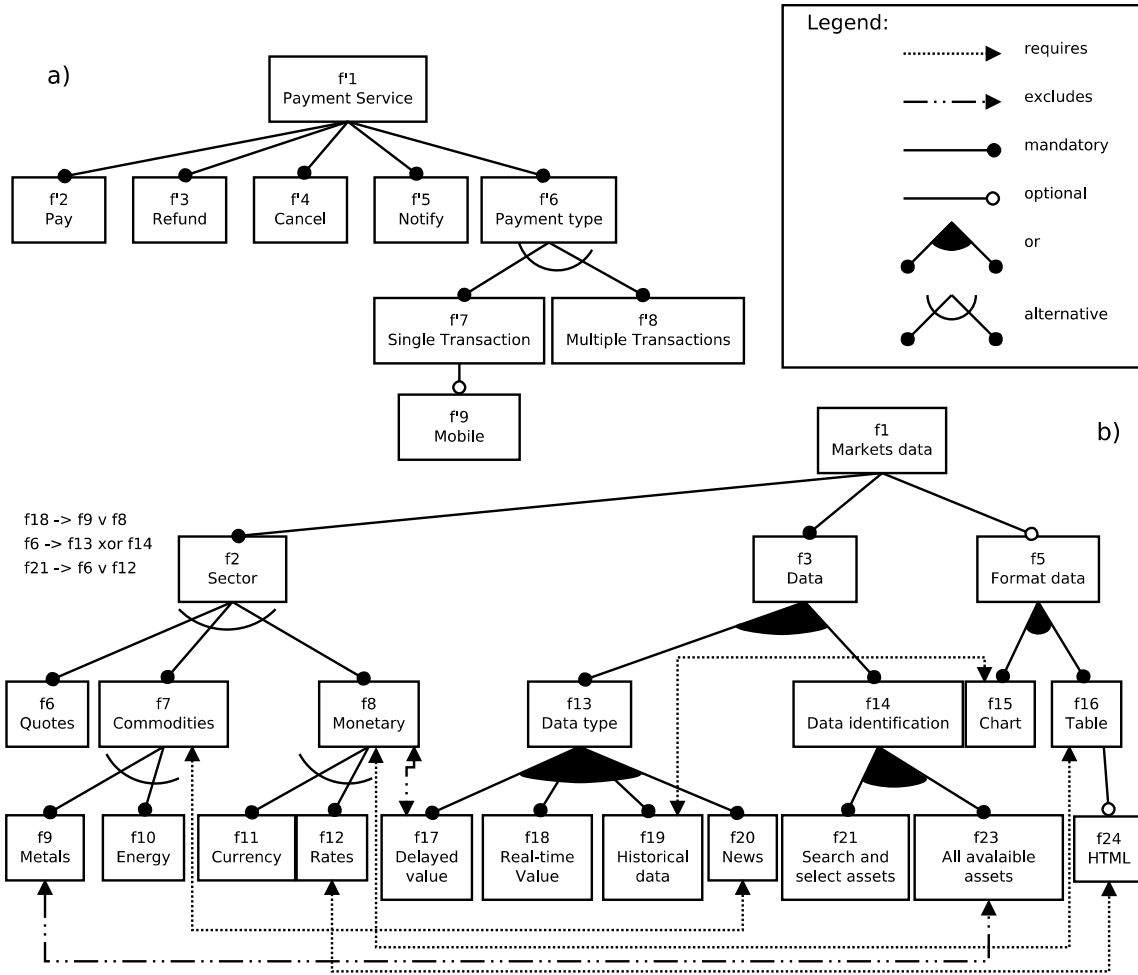 Legend:
requires
excludes
mandatory
optional
or
alternative
a)
f'1
Payment Service
f'2
Pay
f'3
Refund
f'4
Cancel
f'5
Notify
f'6
Payment type
f'7
Single Transaction
f'8
Multiple Transactions
f'9
Mobile
b)
f1
Markets data
f18 -> f9 v f8
f6 -> f13 xor f14
f21 -> f6 v f12
f2
Sector
f3
Data
f5
Format data
f6
Quotes
f7
Commodities
f8
Monetary
f13
Data type
f14
Data identification
f15
Chart
f16
Table
f9
Metals
f10
Energy
f11
Currency
f12
Rates
f17
Delayed
value
f18
Real-time
Value
f19
Historical
data
f20
News
f21
Search and
select assets
f23
All avalaible
assets
f24
HTML